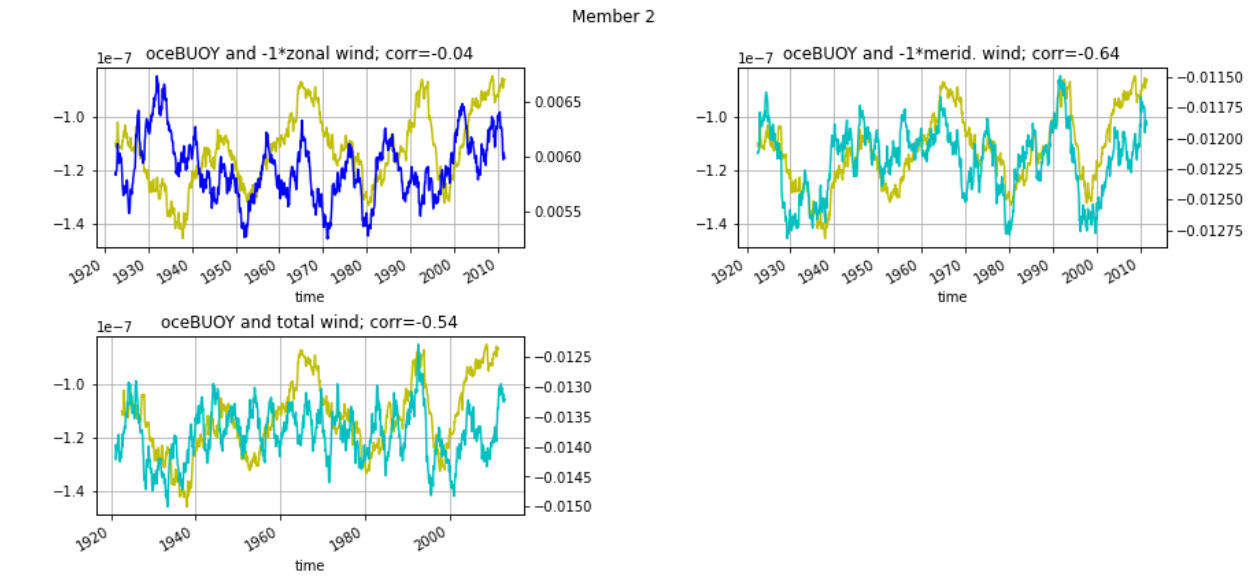 Member 2
1e−7 oceBUOY and -1*zonal wind; corr=-0.04
−1.0
−1.2
−1.4
0.0065
0.0060
0.0055
1920 1930 1940 1950 1960 1970 1980 1990 2000 2010
time
1e−7 oceBUOY and -1*merid. wind; corr=-0.64
−1.0
−1.2
−1.4
−0.01150
−0.01175
−0.01200
−0.01225
−0.01250
−0.01275
1920 1930 1940 1950 1960 1970 1980 1990 2000 2010
time
1e−7 oceBUOY and total wind; corr=-0.54
−1.0
−1.2
−1.4
−0.0125
−0.0130
−0.0135
−0.0140
−0.0145
−0.0150
1920 1940 1960 1980 2000
time